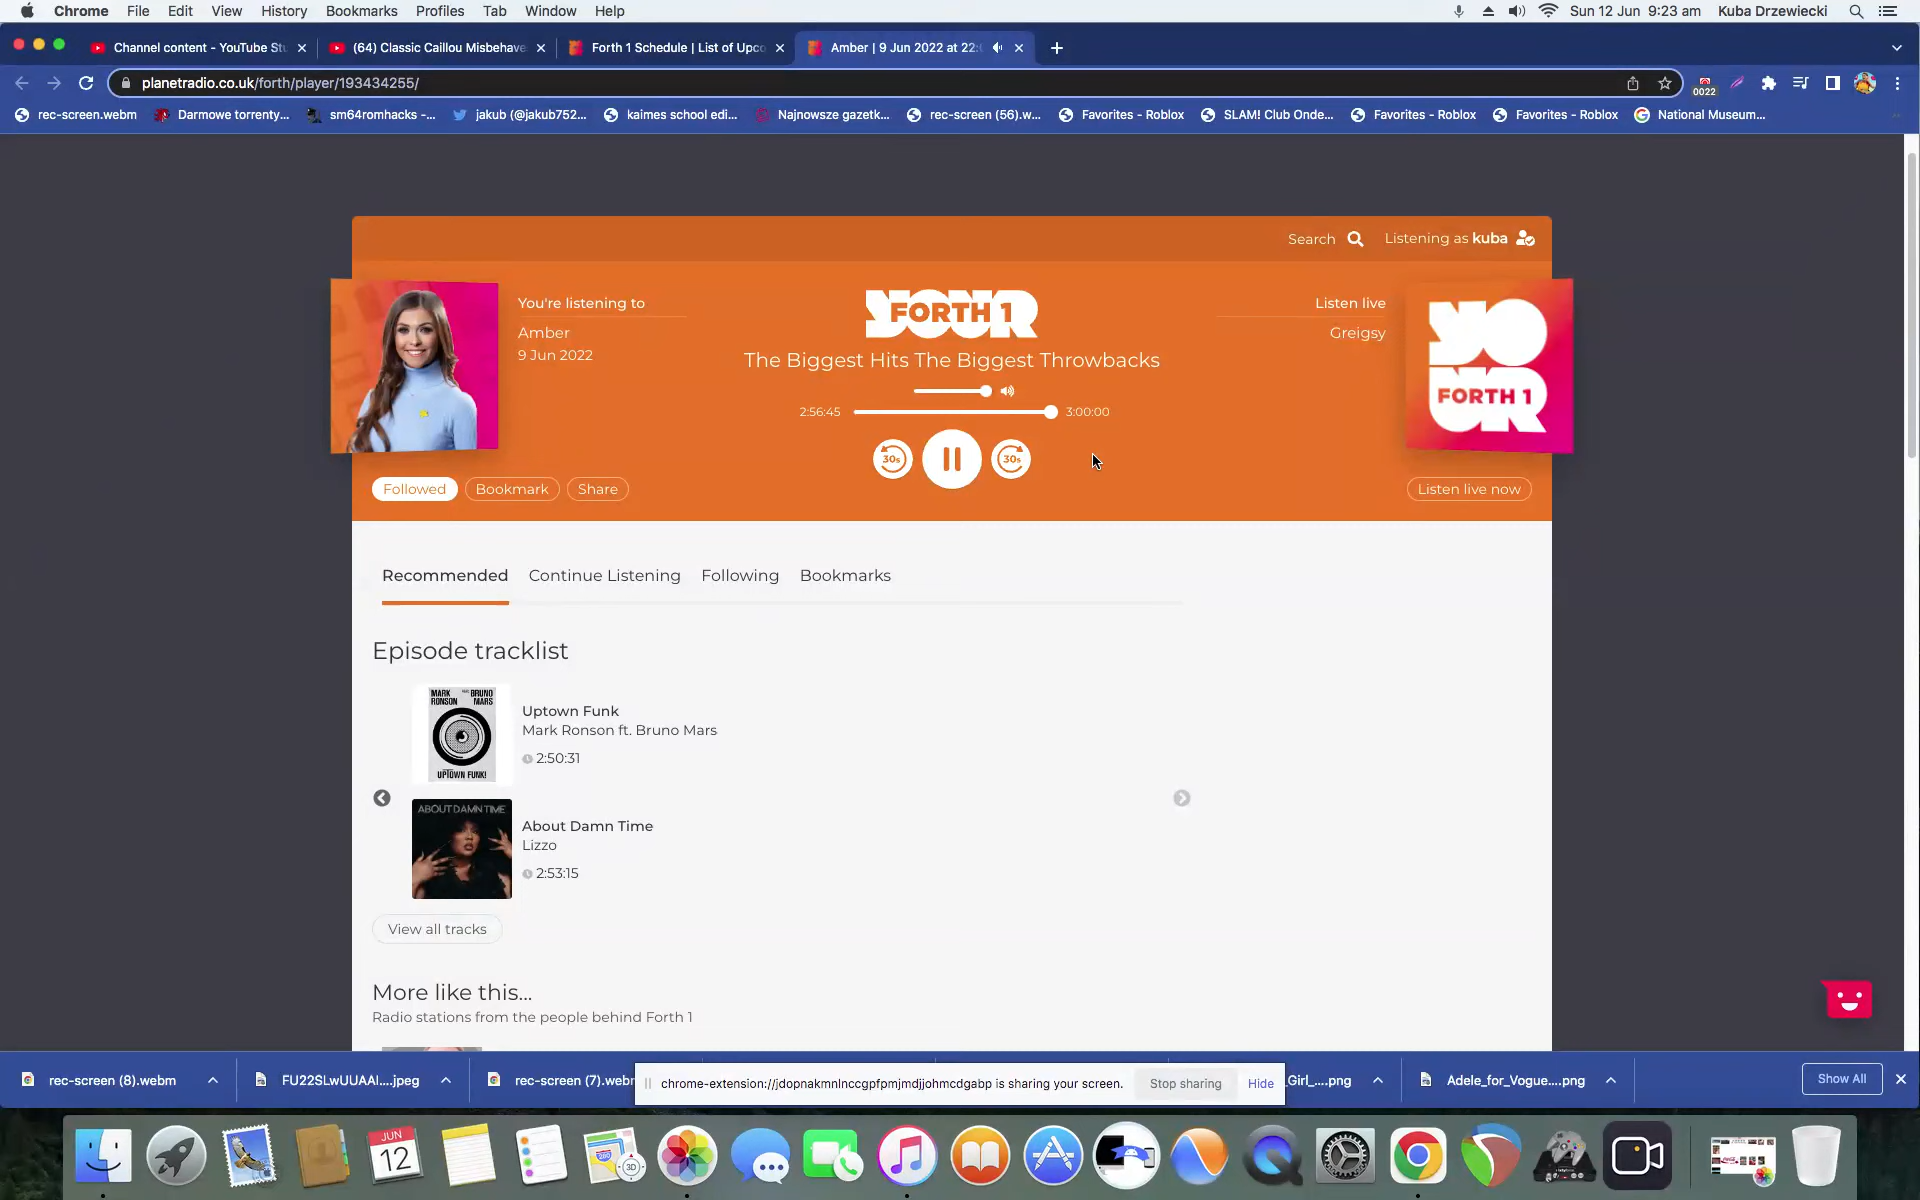 Chrome File Edit View History Bookmarks Profiles Tab Window Help Sun 12 Jun 9:23 am Kuba Drzewiecki
Channel content - YouTube St (64) Classic Caillou Misbehave Forth 1 Schedule | List of Upco Amber | 9 Jun 2022 at 22:
planetradio.co.uk/forth/player/193434255/
0022
rec-screen.webm Darmowe torrenty... sm64romhacks -... jakub (@jakub752... kaimes school edi... Najnowsze gazetk... rec-screen (56).w... Favorites - Roblox SLAM! Club Onde... Favorites - Roblox Favorites - Roblox National Museum...
Search Listening as kuba
You're listening to
Amber
9 Jun 2022
YOUR
FORTH 1
The Biggest Hits The Biggest Throwbacks
2:56:45 3:00:00
30s 30s
Listen live
Greigsy
YO
UR
FORTH 1
Followed Bookmark Share
Listen live now
Recommended Continue Listening Following Bookmarks
Episode tracklist
MARK RONSON FEAT. BRUNO MARS
UPTOWN FUNK!
Uptown Funk
Mark Ronson ft. Bruno Mars
2:50:31
ABOUT DAMN TIME
About Damn Time
Lizzo
2:53:15
View all tracks
More like this...
Radio stations from the people behind Forth 1
rec-screen (8).webm FU22SLwUUAAI....jpeg rec-screen (7).web Girl_....png Adele_for_Vogue....png Show All
chrome-extension://jdopnakmnlnccgpfpmjmdjjohmcdgabp is sharing your screen. Stop sharing Hide
JUN
12
3D